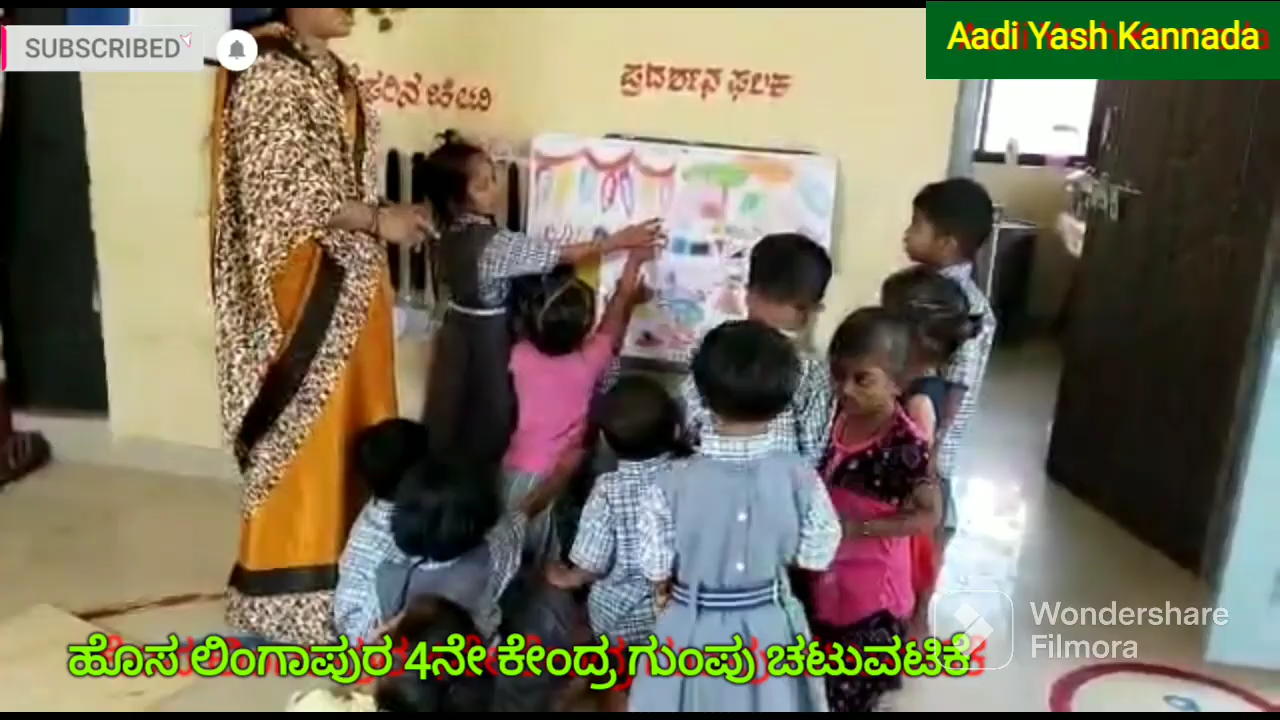 SUBSCRIBED
Aadi Yash Kannada
ಪ್ರದರ್ಶನ ಫಲಕ
ಹೊಸ ಲಿಂಗಾಪುರ 4ನೇ ಕೇಂದ್ರ ಗುಂಪು ಚಟುವಟಿಕೆ
Wondershare
Filmora